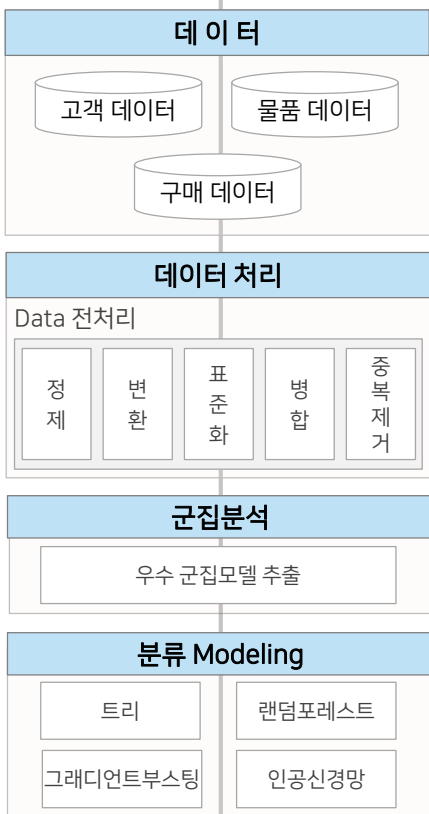 데 이 터
고객 데이터
물품 데이터
구매 데이터
데이터 처리
Data 전처리
정제
변환
표준화
병합
중복제거
군집분석
우수 군집모델 추출
분류 Modeling
트리
랜덤포레스트
그래디언트부스팅
인공신경망